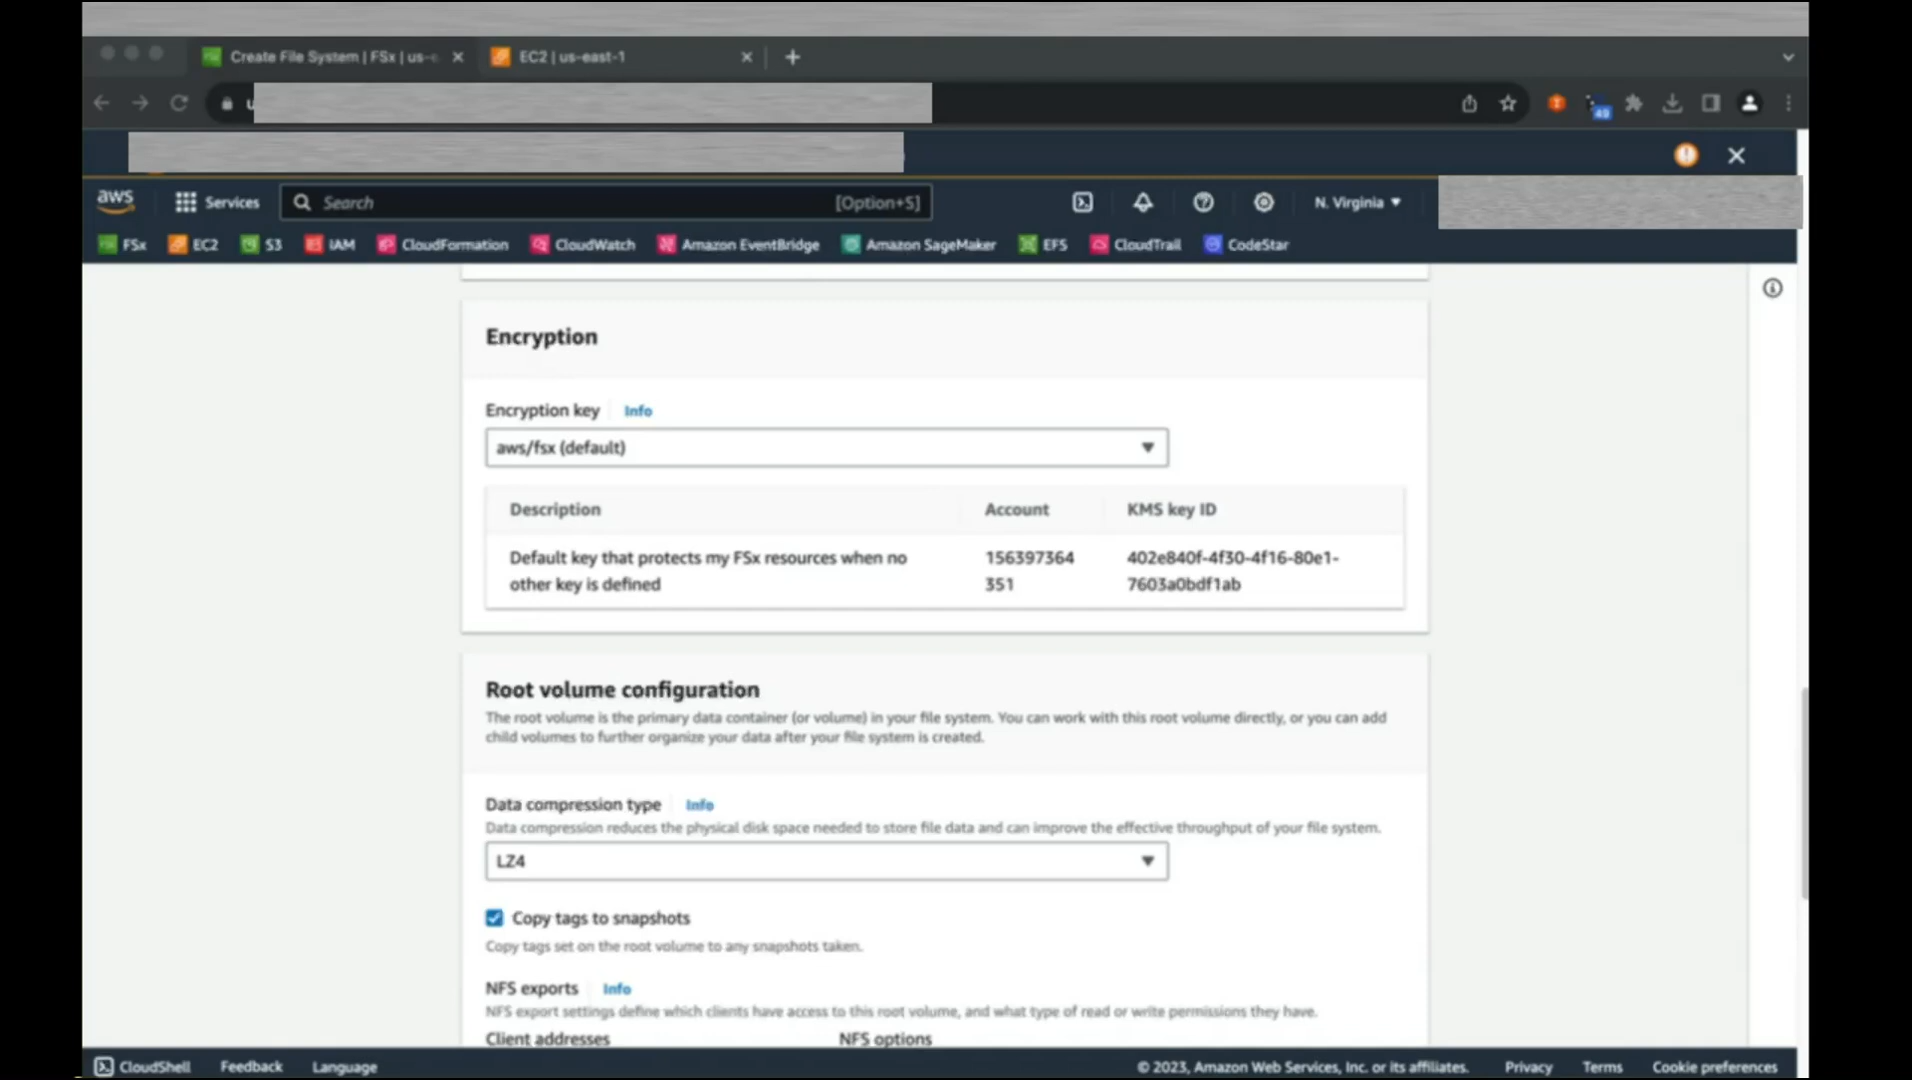 Create File System | FSx | us-e
EC2 | us-east-1
49
aws
Services
Search
[Option+S]
N. Virginia
FSx
EC2
S3
IAM
CloudFormation
CloudWatch
Amazon EventBridge
Amazon SageMaker
EFS
CloudTrail
CodeStar
Encryption
Encryption key
Info
aws/fsx (default)
Description
Account
KMS key ID
Default key that protects my FSx resources when no
156397364
402e840f-4f30-4f16-80e1-
other key is defined
351
7603a0bdf1ab
Root volume configuration
The root volume is the primary data container (or volume) in your file system. You can work with this root volume directly, or you can add
child volumes to further organize your data after your file system is created.
Data compression type
Info
Data compression reduces the physical disk space needed to store file data and can improve the effective throughput of your file system.
LZ4
Copy tags to snapshots
Copy tags set on the root volume to any snapshots taken.
NFS exports
Info
NFS export settings define which clients have access to this root volume, and what type of read or write permissions they have.
Client addresses
NFS options
CloudShell
Feedback
Language
© 2023, Amazon Web Services, Inc. or its affiliates.
Privacy
Terms
Cookie preferences